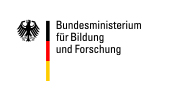 Bundesministerium
für Bildung
und Forschung